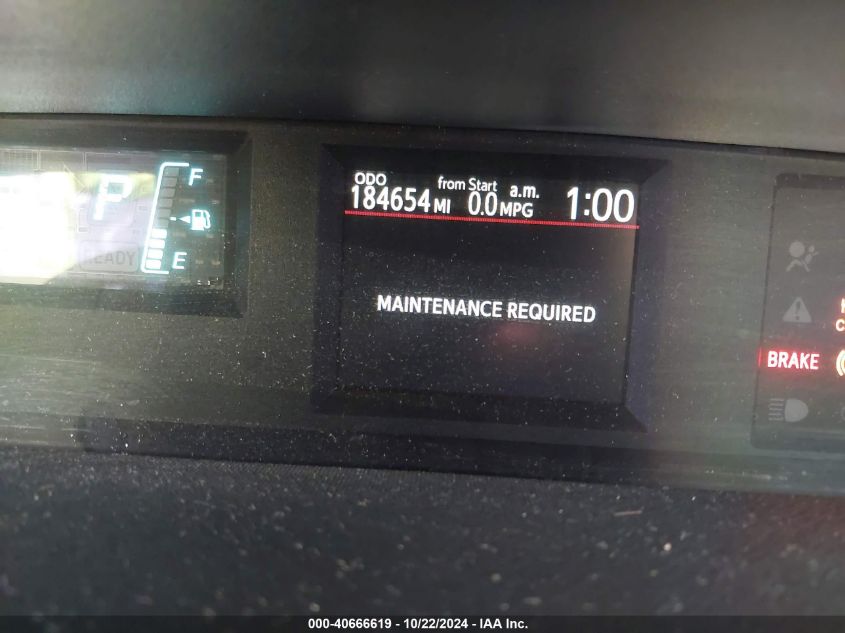 P
F
READY
E
ODO
184654 MI
from Start
0.0 MPG
a.m.
1:00
MAINTENANCE REQUIRED
BRAKE
000-40666619 - 10/22/2024 - IAA Inc.